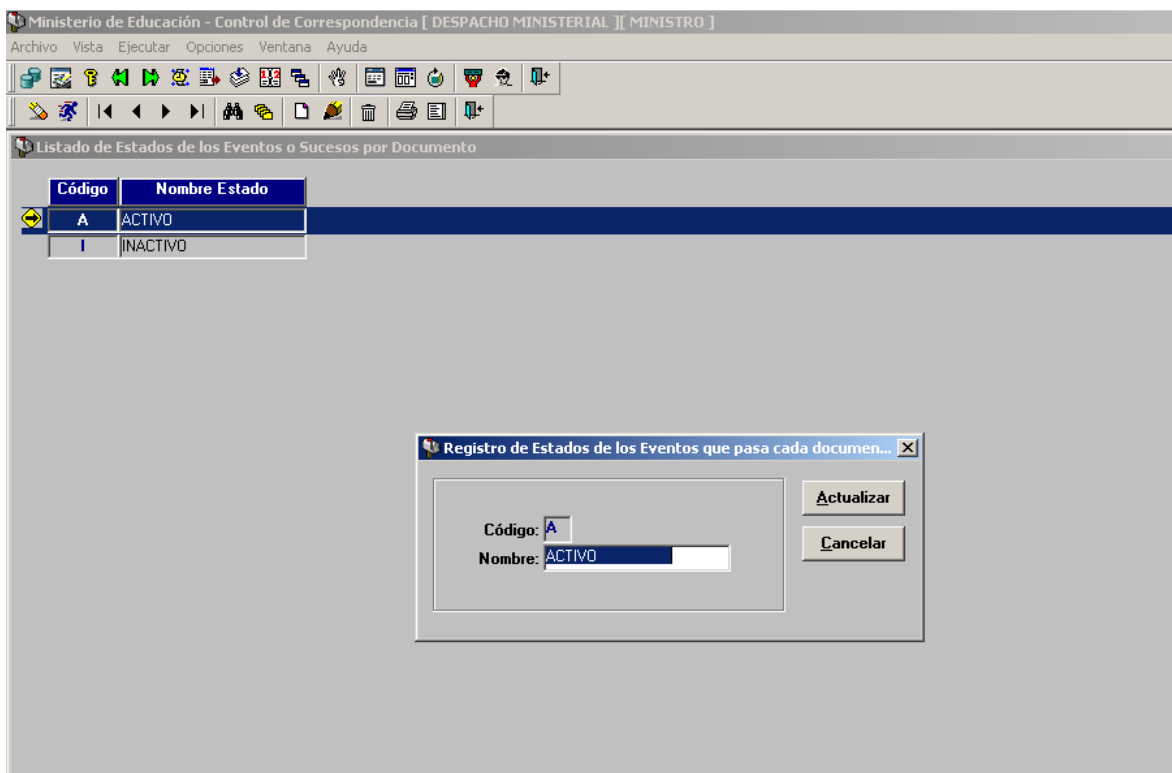 Ministerio de Educación - Control de Correspondencia [ DESPACHO MINISTERIAL ][ MINISTRO ]
Archivo Vista Ejecutar Opciones Ventana Ayuda
Listado de Estados de los Eventos o Sucesos por Documento
Código Nombre Estado
A ACTIVO
I INACTIVO
Registro de Estados de los Eventos que pasa cada documen...
Actualizar
Código: A
Nombre: ACTIVO
Cancelar